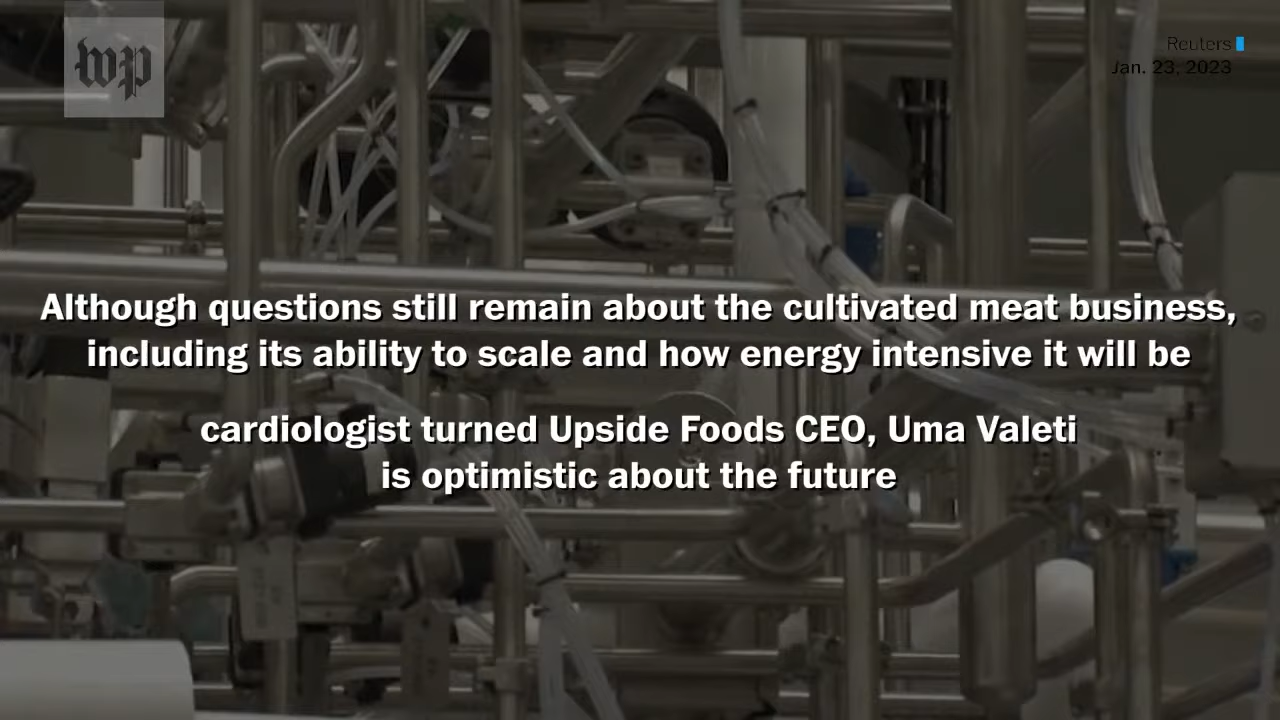 wp
Reuters
Jan. 23, 2023
Although questions still remain about the cultivated meat business,
including its ability to scale and how energy intensive it will be
cardiologist turned Upside Foods CEO, Uma Valeti
is optimistic about the future